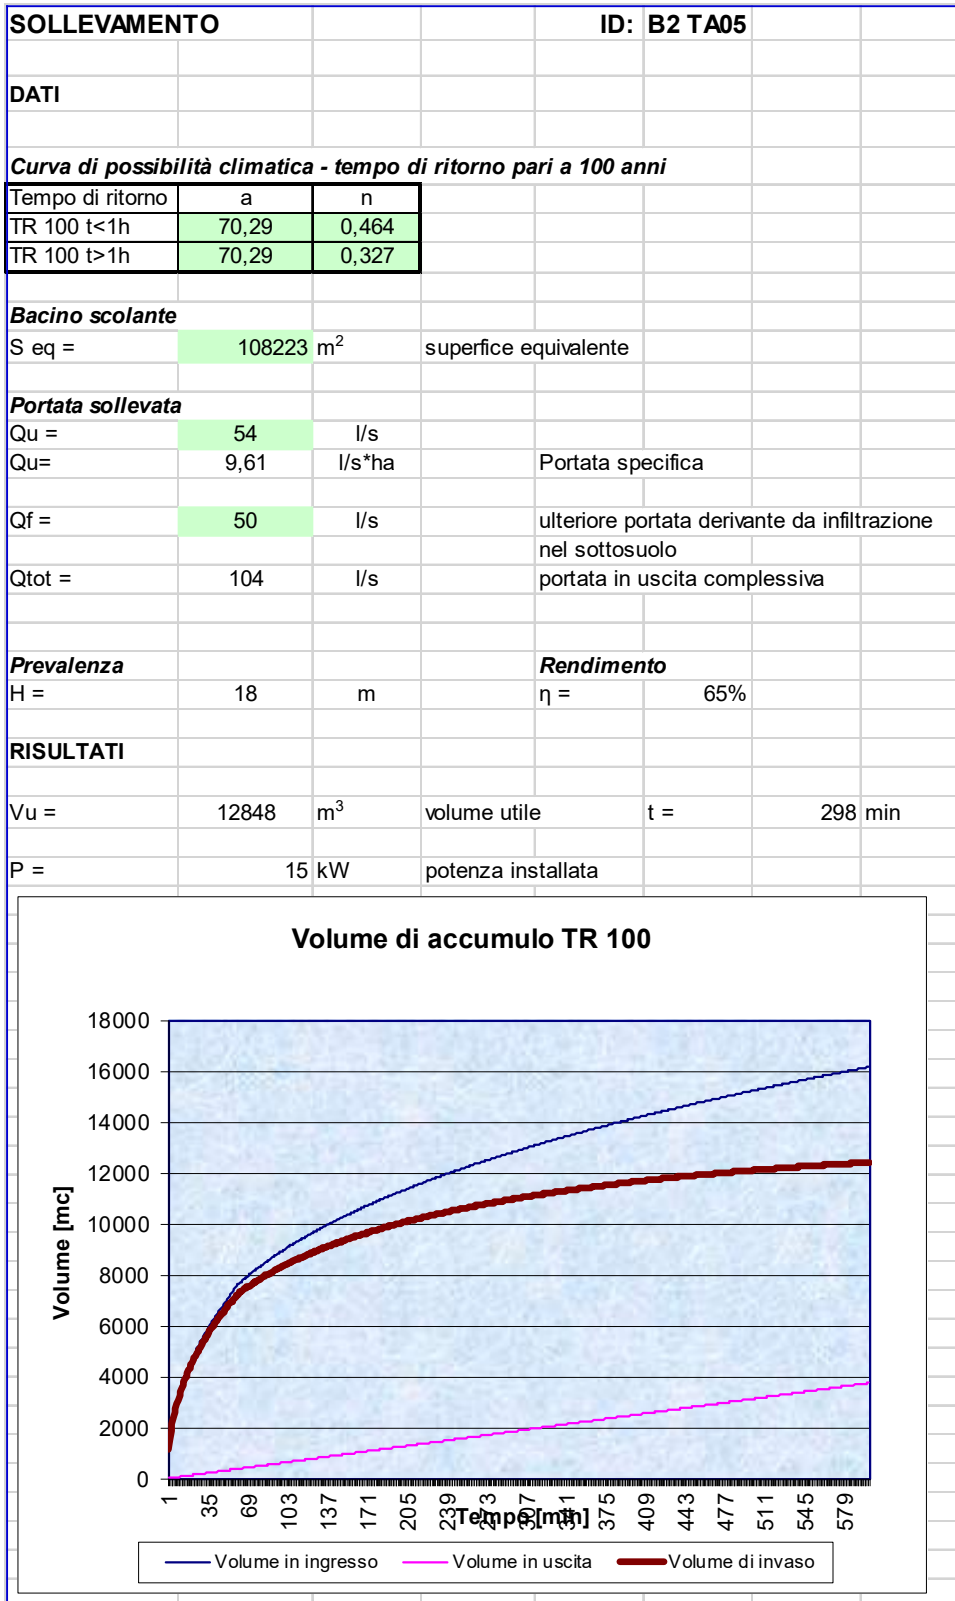 SOLLEVAMENTO ID: B2 TA05
DATI
Curva di possibilità climatica - tempo di ritorno pari a 100 anni
Tempo di ritorno a n
TR 100 t<1h 70,29 0,464
TR 100 t>1h 70,29 0,327
Bacino scolante
S eq = 108223 m² superfice equivalente
Portata sollevata
Qu = 54 l/s
Qu= 9,61 l/s*ha Portata specifica
Qf = 50 l/s ulteriore portata derivante da infiltrazione
nel sottosuolo
Qtot = 104 l/s portata in uscita complessiva
Prevalenza Rendimento
H = 18 m η = 65%
RISULTATI
Vu = 12848 m³ volume utile t = 298 min
P = 15 kW potenza installata
Volume di accumulo TR 100
18000
16000
14000
12000
10000
8000
6000
4000
2000
0
Volume [mc]
1 35 69 103 137 171 205 239 273 307 341 375 409 443 477 511 545 579
Tempo [min]
Volume in ingresso Volume in uscita Volume di invaso